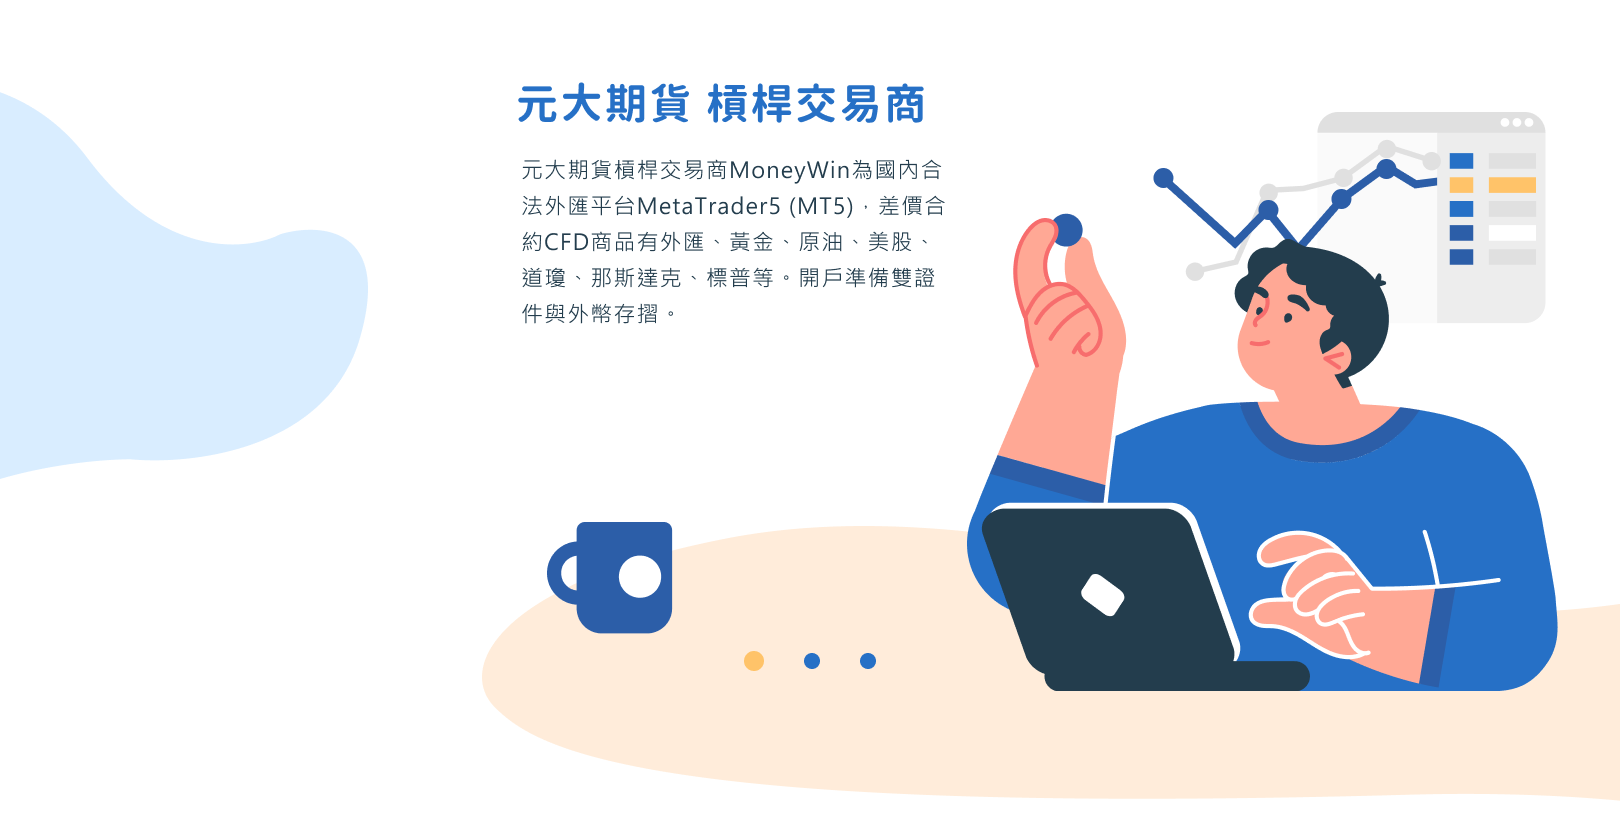 元大期貨 槓桿交易商
元大期貨槓桿交易商MoneyWin為國內合
法外匯平台MetaTrader5 (MT5)，差價合
約CFD商品有外匯、黃金、原油、美股、
道瓊、那斯達克、標普等。開戶準備雙證
件與外幣存摺。